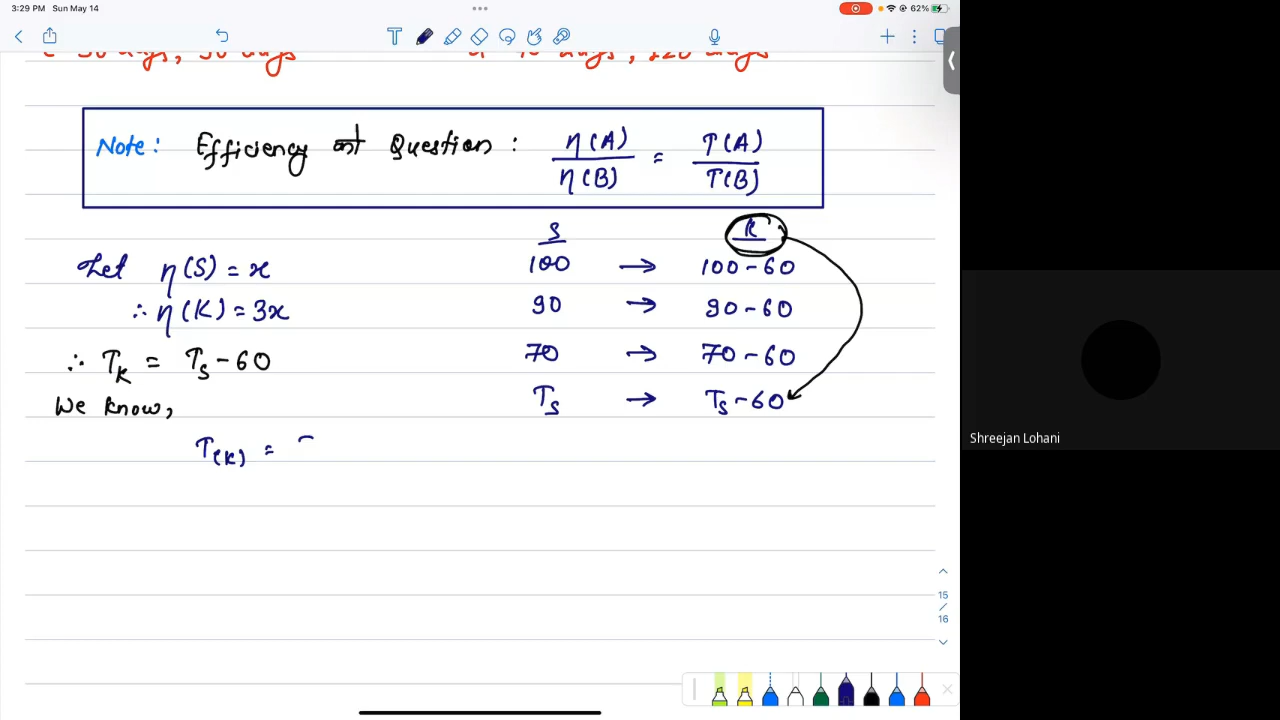 3:29 PM Sun May 14
62%
Note: Efficiency Question : η(A) / η(B) = T(A) / T(B)
S K
Let η(S) = x 100 → 100 - 60
∴ η(K) = 3x 90 → 90 - 60
∴ T_K = T_S - 60 70 → 70 - 60
We know, T_S → T_S - 60
T_(K) =
Shreejan Lohani
15
/
16